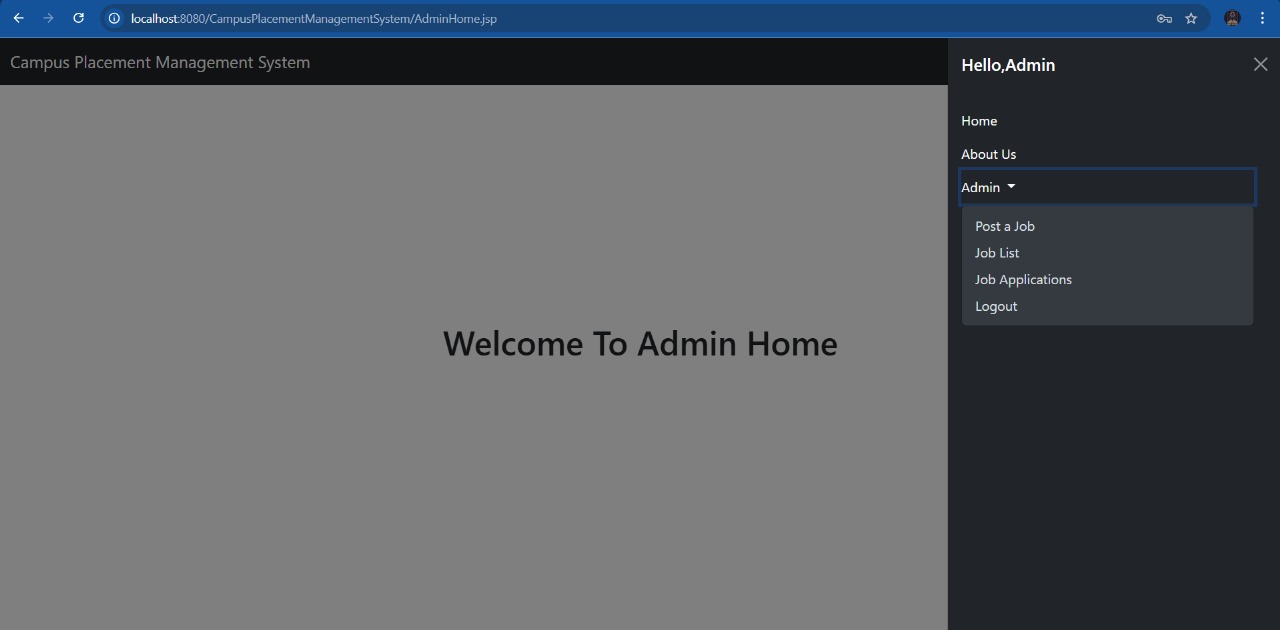 localhost:8080/CampusPlacementManagementSystem/AdminHome.jsp
Campus Placement Management System
Hello,Admin
Home
About Us
Admin
Post a Job
Job List
Job Applications
Logout
Welcome To Admin Home